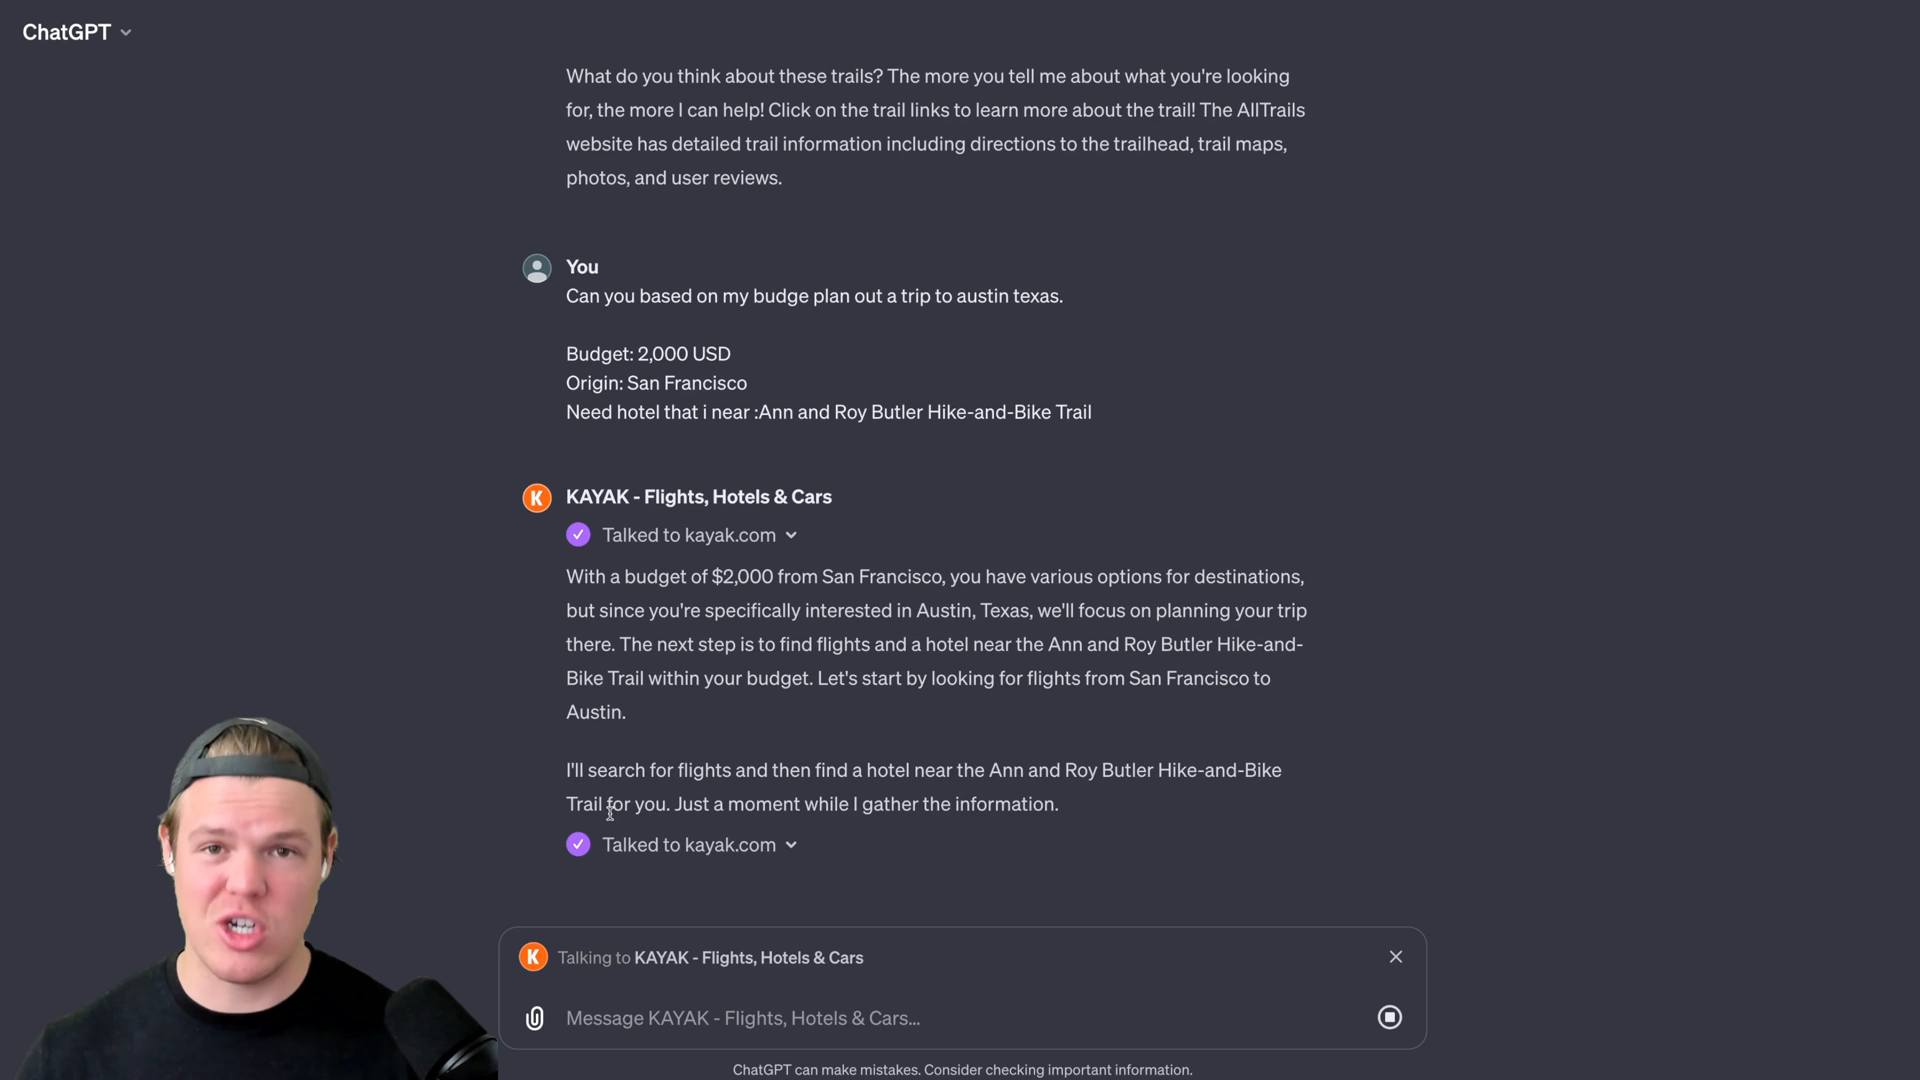 ChatGPT
What do you think about these trails? The more you tell me about what you're looking
for, the more I can help! Click on the trail links to learn more about the trail! The AllTrails
website has detailed trail information including directions to the trailhead, trail maps,
photos, and user reviews.
You
Can you based on my budge plan out a trip to austin texas.
Budget: 2,000 USD
Origin: San Francisco
Need hotel that i near :Ann and Roy Butler Hike-and-Bike Trail
K
KAYAK - Flights, Hotels & Cars
Talked to kayak.com
With a budget of $2,000 from San Francisco, you have various options for destinations,
but since you're specifically interested in Austin, Texas, we'll focus on planning your trip
there. The next step is to find flights and a hotel near the Ann and Roy Butler Hike-and-
Bike Trail within your budget. Let's start by looking for flights from San Francisco to
Austin.
I'll search for flights and then find a hotel near the Ann and Roy Butler Hike-and-Bike
Trail for you. Just a moment while I gather the information.
Talked to kayak.com
K
Talking to KAYAK - Flights, Hotels & Cars
Message KAYAK - Flights, Hotels & Cars...
ChatGPT can make mistakes. Consider checking important information.